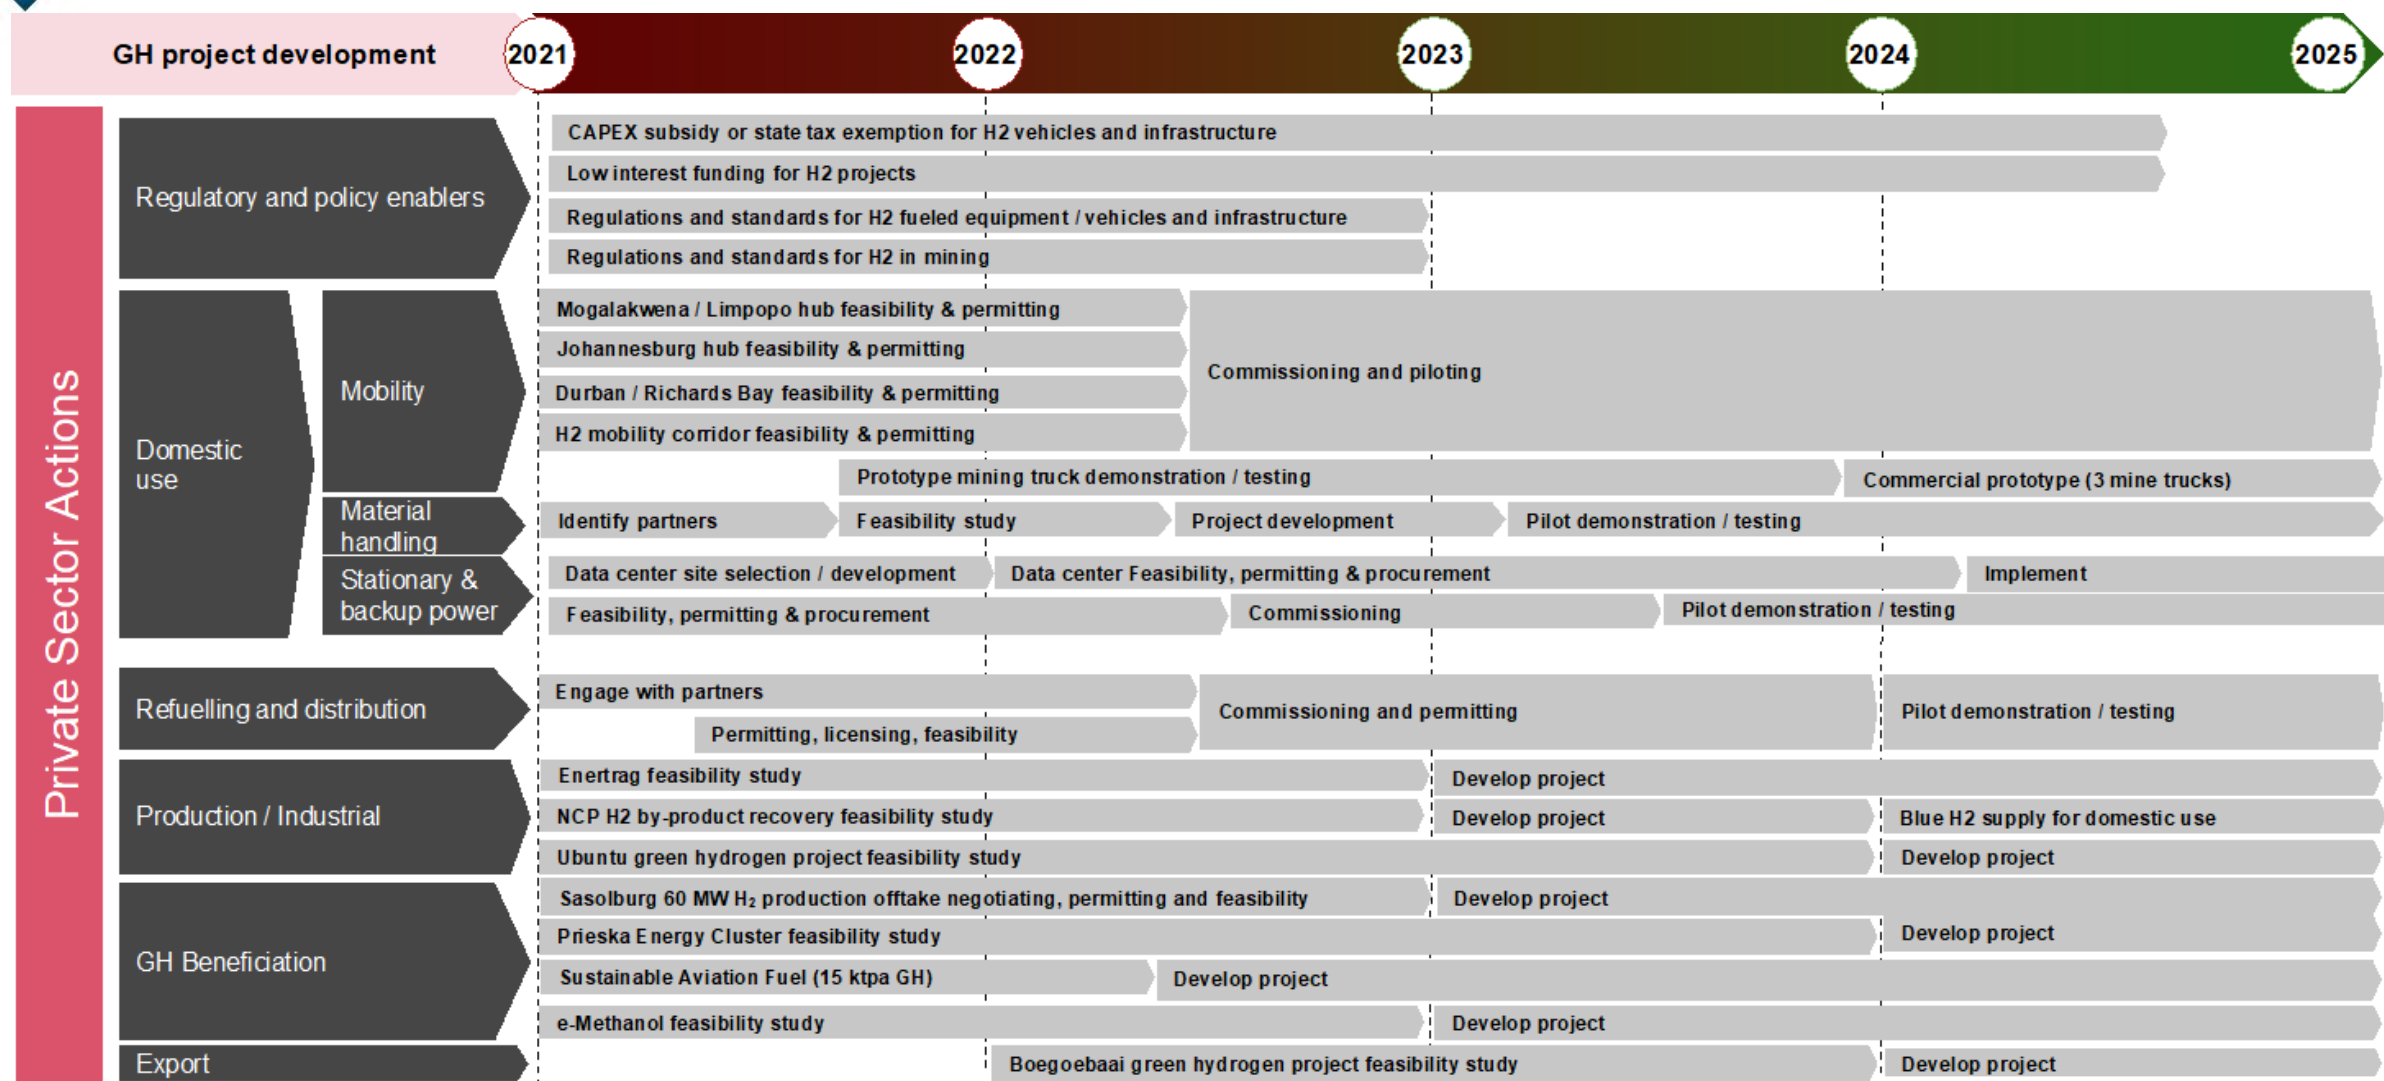 GH project development
2021
2022
2023
2024
2025
Private Sector Actions
Regulatory and policy enablers
CAPEX subsidy or state tax exemption for H2 vehicles and infrastructure
Low interest funding for H2 projects
Regulations and standards for H2 fueled equipment / vehicles and infrastructure
Regulations and standards for H2 in mining
Domestic
use
Mobility
Mogalakwena / Limpopo hub feasibility & permitting
Johannesburg hub feasibility & permitting
Durban / Richards Bay feasibility & permitting
H2 mobility corridor feasibility & permitting
Commissioning and piloting
Prototype mining truck demonstration / testing
Commercial prototype (3 mine trucks)
Material
handling
Identify partners
Feasibility study
Project development
Pilot demonstration / testing
Stationary &
backup power
Data center site selection / development
Data center Feasibility, permitting & procurement
Implement
Feasibility, permitting & procurement
Commissioning
Pilot demonstration / testing
Refuelling and distribution
Engage with partners
Permitting, licensing, feasibility
Commissioning and permitting
Pilot demonstration / testing
Production / Industrial
Enertrag feasibility study
Develop project
NCP H2 by-product recovery feasibility study
Develop project
Blue H2 supply for domestic use
Ubuntu green hydrogen project feasibility study
Develop project
GH Beneficiation
Sasolburg 60 MW H₂ production offtake negotiating, permitting and feasibility
Develop project
Prieska Energy Cluster feasibility study
Develop project
Sustainable Aviation Fuel (15 ktpa GH)
Develop project
e-Methanol feasibility study
Develop project
Export
Boegoebaai green hydrogen project feasibility study
Develop project